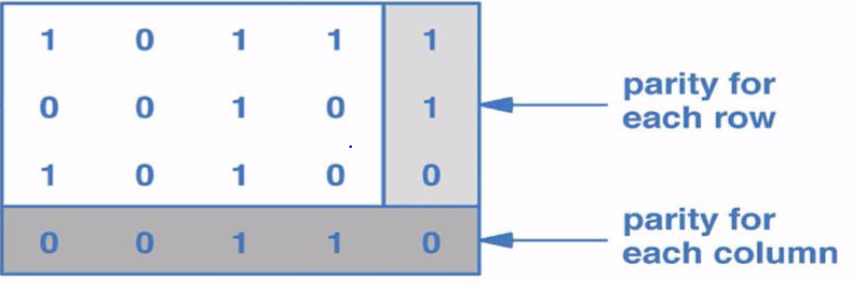 1 0 1 1 1
0 0 1 0 1
1 0 1 0 0
0 0 1 1 0
parity for
each row
parity for
each column